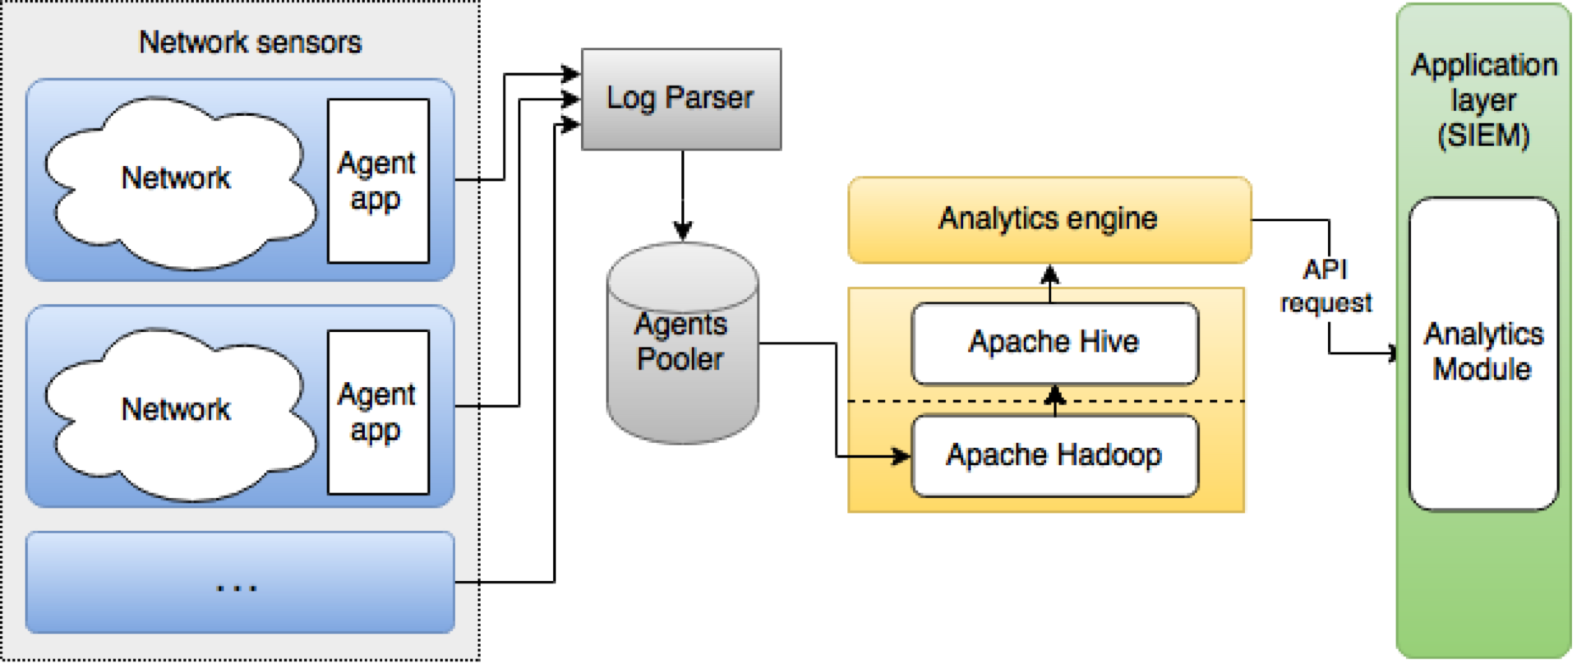 Network sensors
Network
Agent
app
Network
Agent
app
...
Log Parser
Agents
Pooler
Analytics engine
Apache Hive
Apache Hadoop
API
request
Application
layer
(SIEM)
Analytics
Module